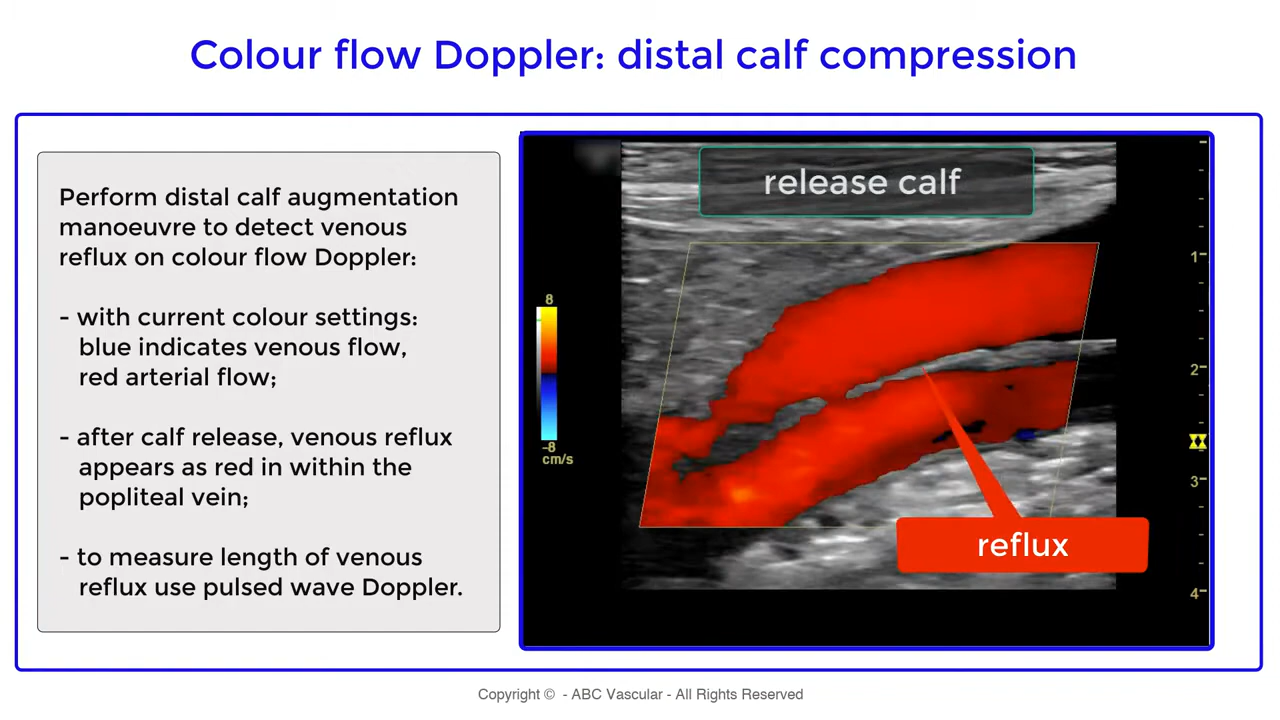 Colour flow Doppler: distal calf compression
Perform distal calf augmentation
manoeuvre to detect venous
reflux on colour flow Doppler:
- with current colour settings:
blue indicates venous flow,
red arterial flow;
- after calf release, venous reflux
appears as red in within the
popliteal vein;
- to measure length of venous
reflux use pulsed wave Doppler.
release calf
8
-8
cm/s
1
2
3
4
reflux
Copyright © - ABC Vascular - All Rights Reserved